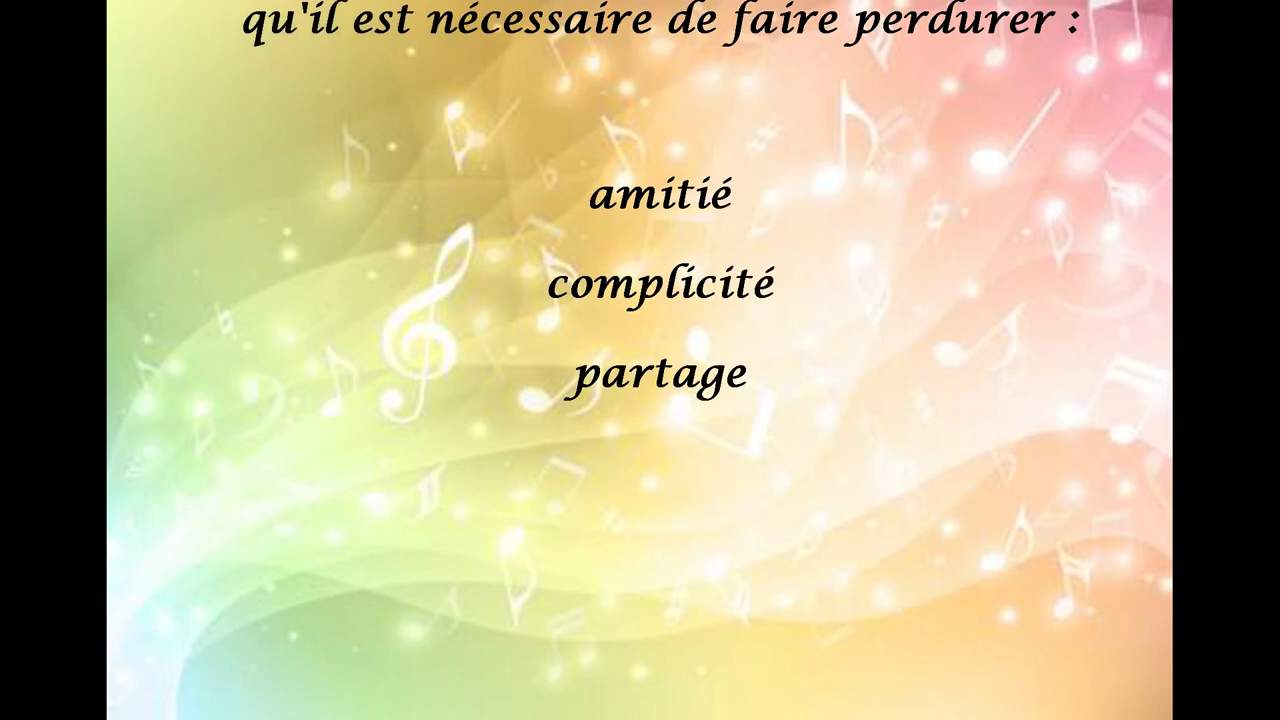 qu'il est nécessaire de faire perdurer :
amitié
complicité
partage